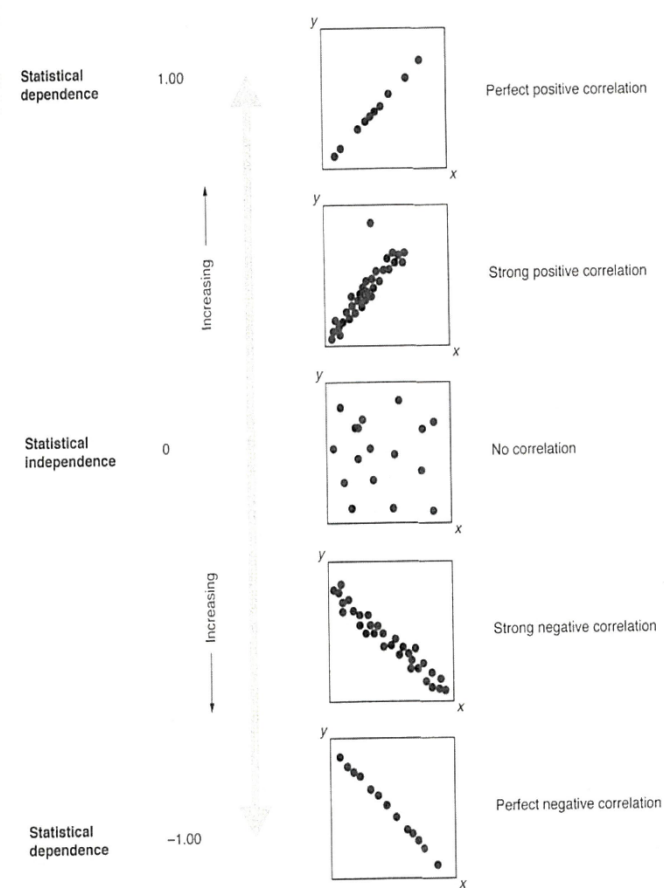 y
Statistical
dependence
1.00
Perfect positive correlation
x
y
Increasing
Strong positive correlation
x
y
Statistical
independence
0
No correlation
x
y
Increasing
Strong negative correlation
x
y
Perfect negative correlation
Statistical
dependence
−1.00
x